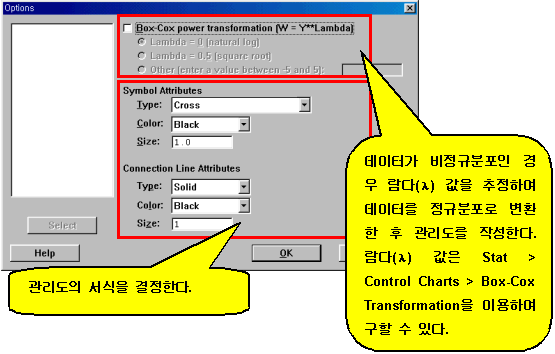 Options
Box-Cox power transformation (W = Y**Lambda)
Lambda = 0 (natural log)
Lambda = 0.5 (square root)
Other (enter a value between -5 and 5):
Symbol Attributes
Type: Cross
Color: Black
Size: 1.0
Connection Line Attributes
Type: Solid
Color: Black
Size: 1
Select
Help
OK
관리도의 서식을 결정한다.
데이터가 비정규분포인 경
우 람다(λ) 값을 추정하며
데이터를 정규분포로 변환
한 후 관리도를 작성한다.
람다(λ) 값은 Stat >
Control Charts > Box-Cox
Transformation을 이용하여
구할 수 있다.